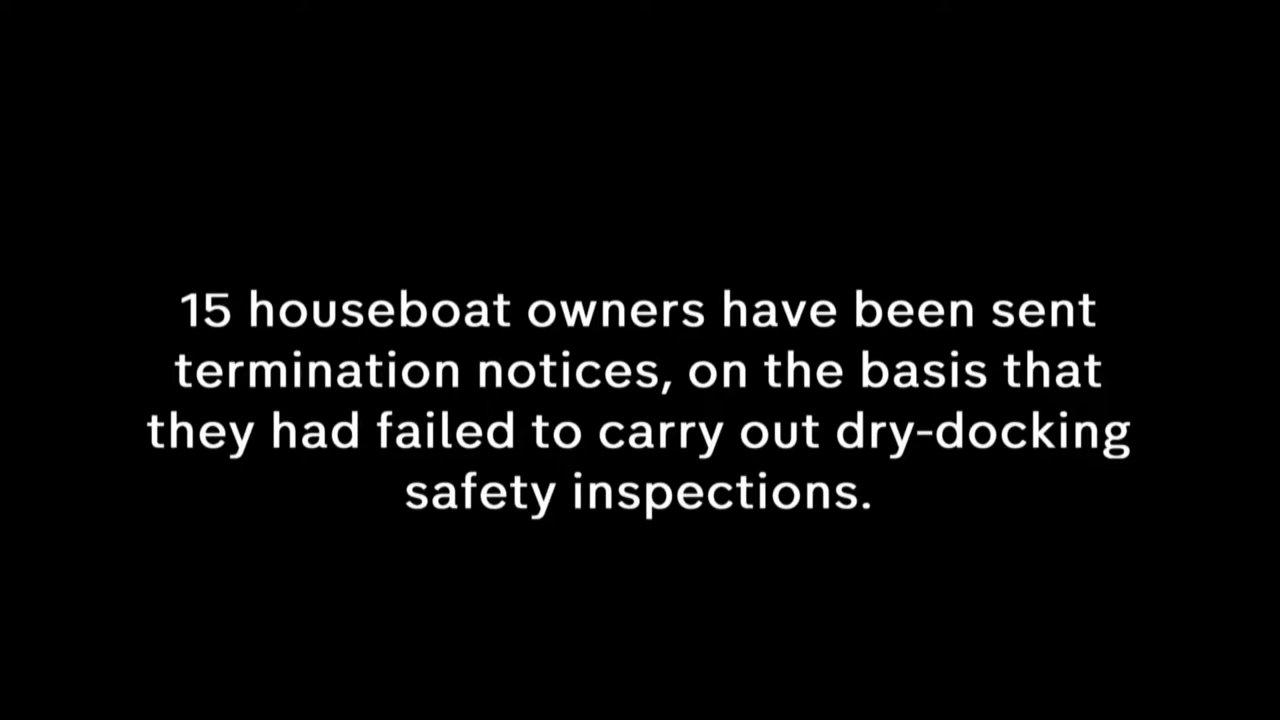 15 houseboat owners have been sent
termination notices, on the basis that
they had failed to carry out dry-docking
safety inspections.